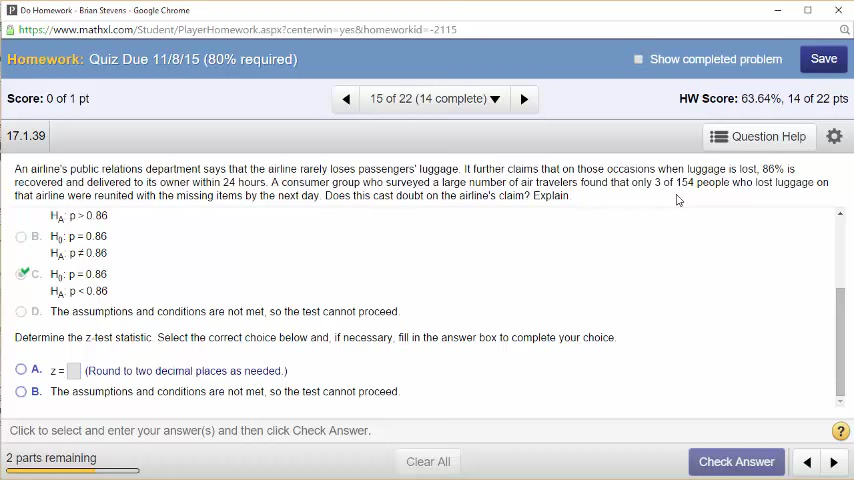 Do Homework - Brian Stevens - Google Chrome
https://www.mathxl.com/Student/PlayerHomework.aspx?centerwin=yes&homeworkid=-2115
Homework: Quiz Due 11/8/15 (80% required)
Show completed problem
Save
Score: 0 of 1 pt
15 of 22 (14 complete)
HW Score: 63.64%, 14 of 22 pts
17.1.39
Question Help
An airline's public relations department says that the airline rarely loses passengers' luggage. It further claims that on those occasions when luggage is lost, 86% is
recovered and delivered to its owner within 24 hours. A consumer group who surveyed a large number of air travelers found that only 3 of 154 people who lost luggage on
that airline were reunited with the missing items by the next day. Does this cast doubt on the airline's claim? Explain.
HA: p > 0.86
B. H0: p = 0.86
HA: p ≠ 0.86
C. H0: p = 0.86
HA: p < 0.86
D. The assumptions and conditions are not met, so the test cannot proceed.
Determine the z-test statistic. Select the correct choice below and, if necessary, fill in the answer box to complete your choice.
A. z = (Round to two decimal places as needed.)
B. The assumptions and conditions are not met, so the test cannot proceed.
Click to select and enter your answer(s) and then click Check Answer.
?
2 parts remaining
Clear All
Check Answer